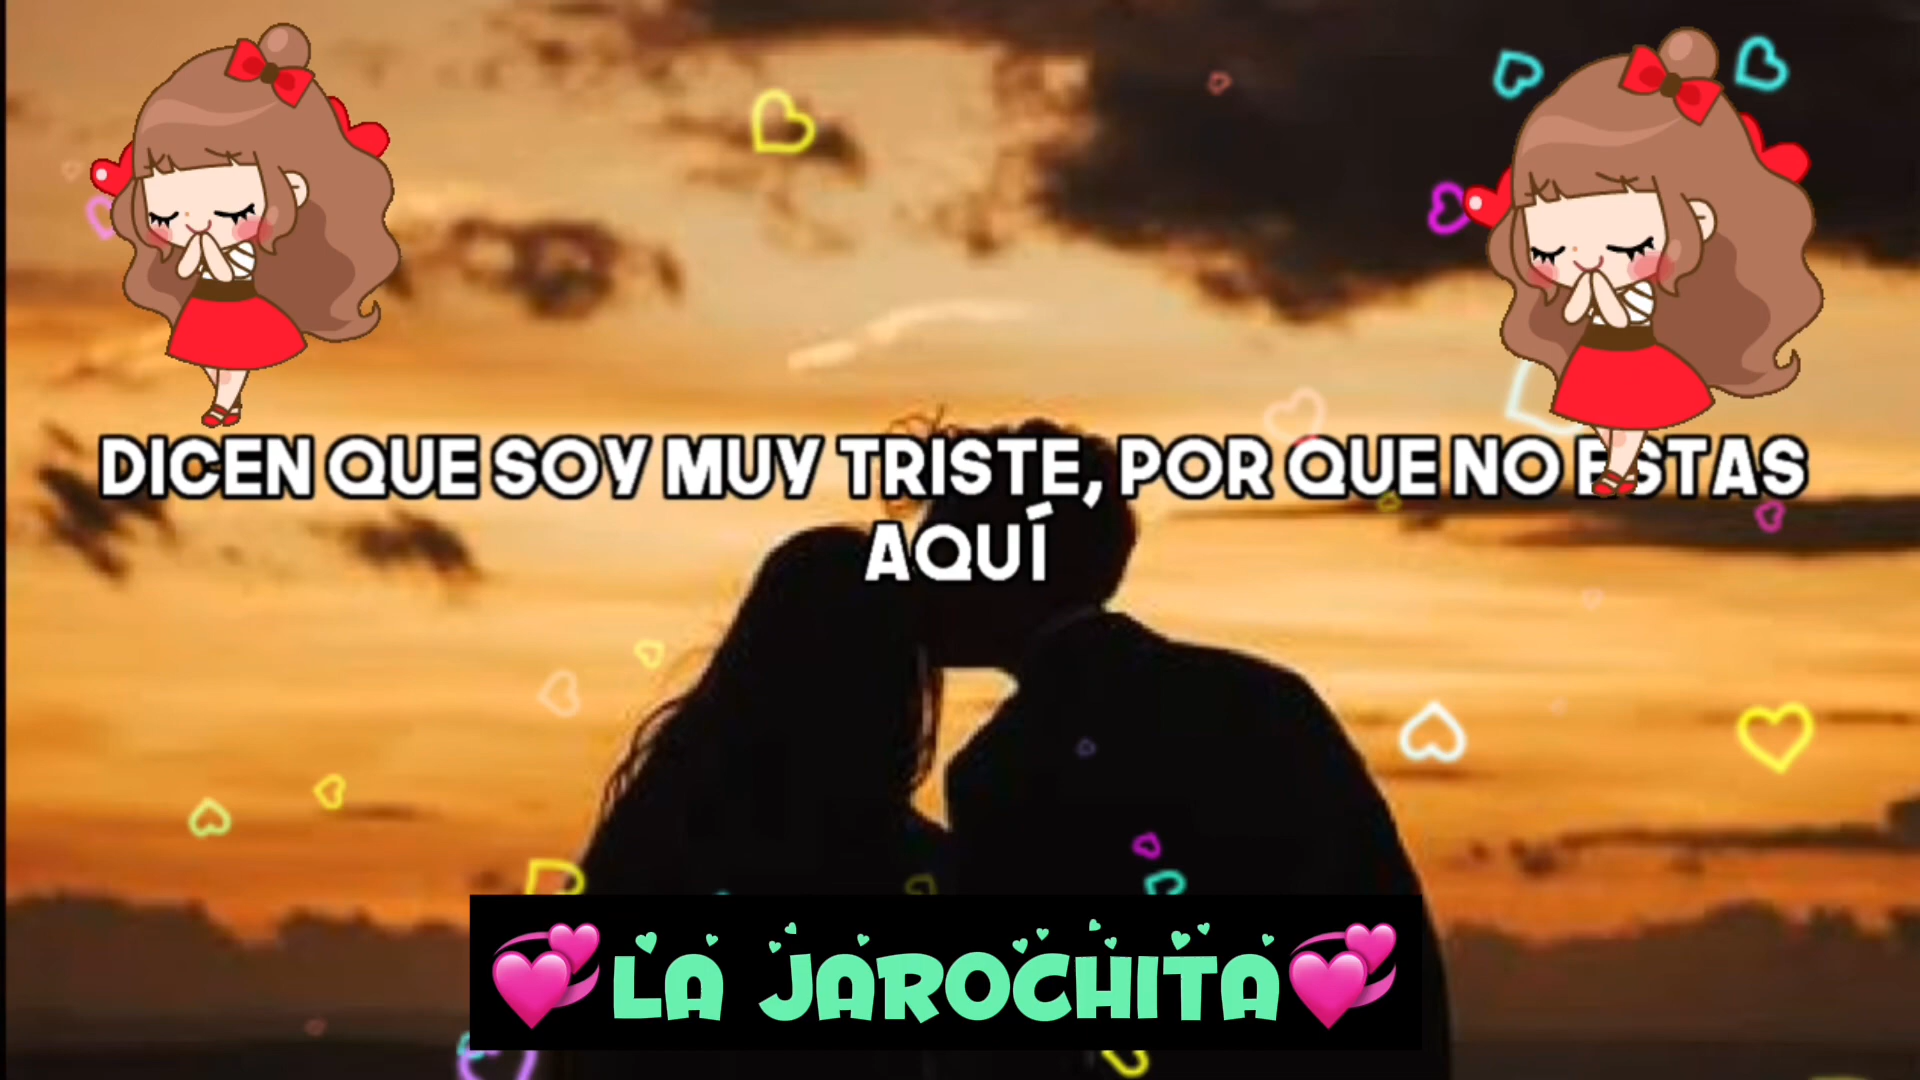 DICEN QUE SOY MUY TRISTE, POR QUE NO ESTAS
AQUÍ
💞LA JAROCHITA💞